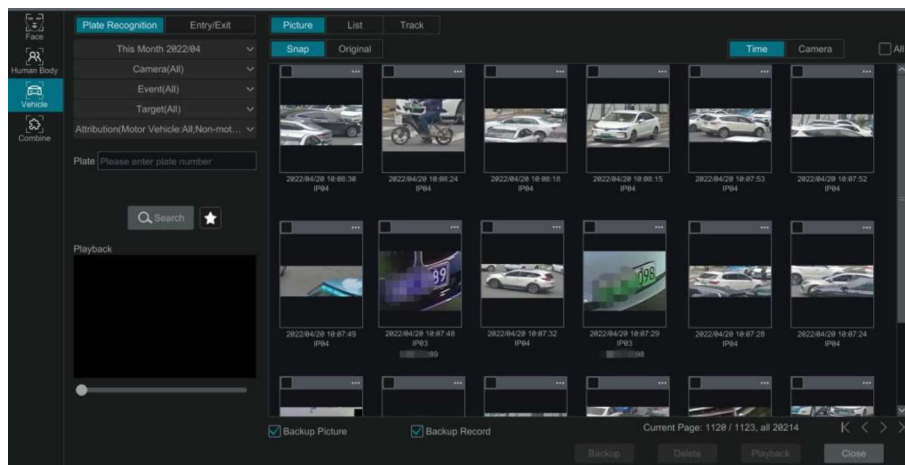 Face
Human Body
Vehicle
Combine
Plate Recognition
Entry/Exit
This Month 2022/04
Camera(All)
Event(All)
Target(All)
Attribution(Motor Vehicle:All;Non-mot...
Plate
Please enter plate number
Search
Playback
Picture
List
Track
Snap
Original
Time
Camera
All
2022/04/20 10:08:30
IP04
2022/04/20 10:08:24
IP04
2022/04/20 10:08:18
IP04
2022/04/20 10:08:15
IP04
2022/04/20 10:07:53
IP04
2022/04/20 10:07:52
IP04
89
098
2022/04/20 10:07:49
IP04
2022/04/20 10:07:48
IP03
89
2022/04/20 10:07:32
IP04
2022/04/20 10:07:29
IP03
98
2022/04/20 10:07:28
IP04
2022/04/20 10:07:24
IP04
Backup Picture
Backup Record
Current Page: 1120 / 1123, all 20214
Backup
Delete
Playback
Close